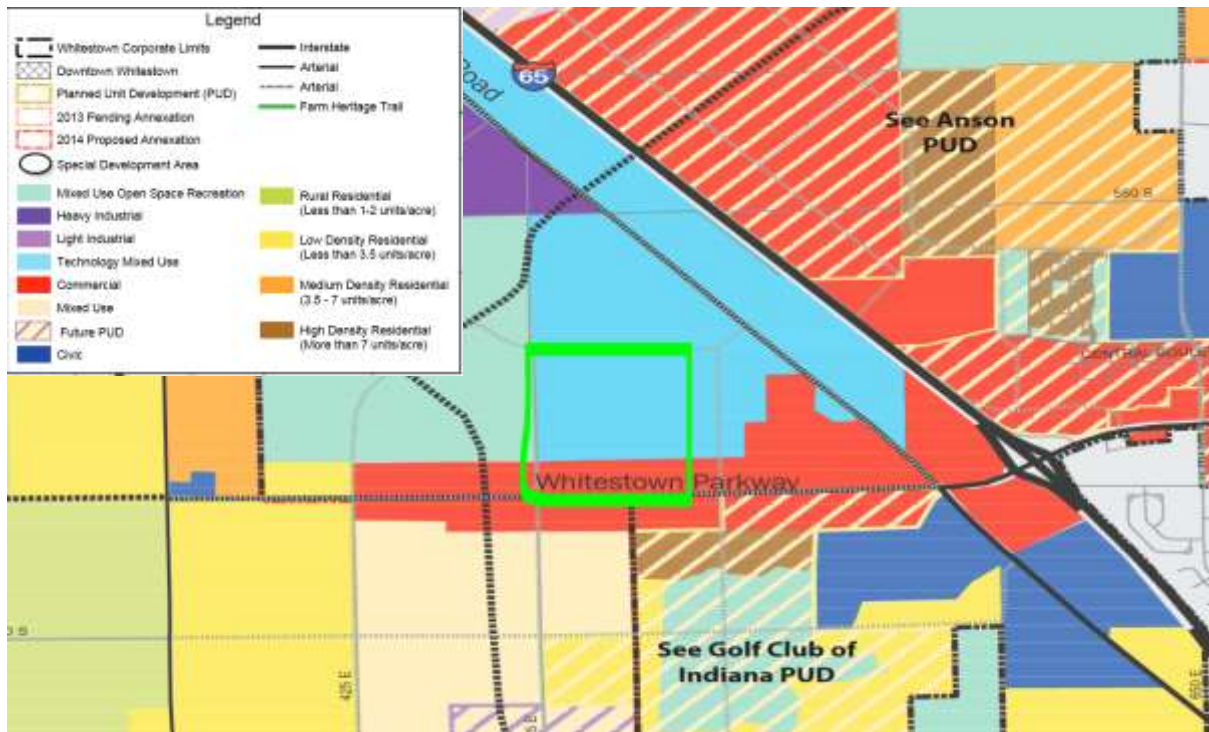 Legend
Whitestown Corporate Limits
Downtown Whitestown
Planned Unit Development (PUD)
2013 Pending Annexation
2014 Proposed Annexation
Special Development Area
Interstate
Arterial
Arterial
Farm Heritage Trail
Mixed Use Open Space Recreation
Heavy Industrial
Light Industrial
Technology Mixed Use
Commercial
Mixed Use
Future PUD
Civic
Rural Residential
(Less than 1-2 units/acre)
Low Density Residential
(Less than 3.5 units/acre)
Medium Density Residential
(3.5 - 7 units/acre)
High Density Residential
(More than 7 units/acre)
Road
65
See Anson
PUD
550 E
CENTRAL BOULE
Whitestown Parkway
See Golf Club of
Indiana PUD
425 E
650 E